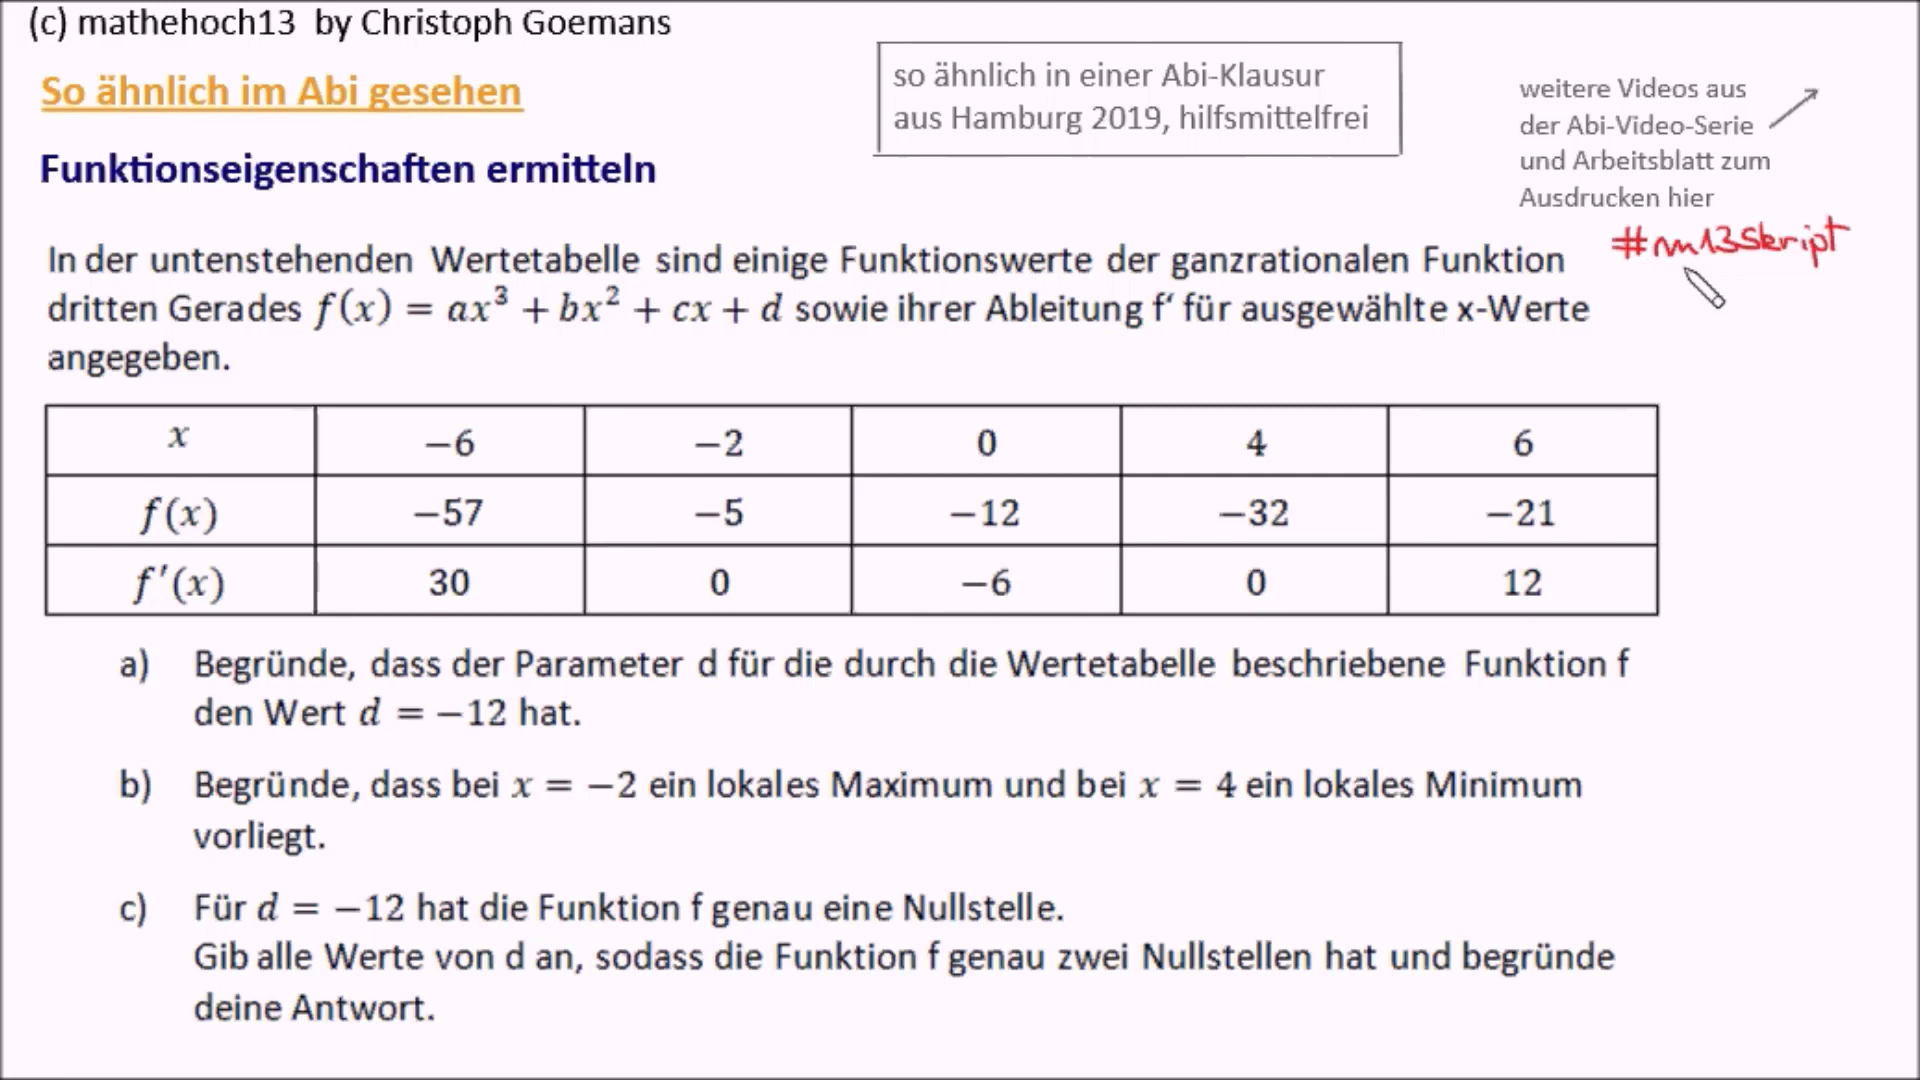 (c) mathehoch13 by Christoph Goemans
So ähnlich im Abi gesehen
so ähnlich in einer Abi-Klausur
aus Hamburg 2019, hilfsmittelfrei
weitere Videos aus
der Abi-Video-Serie
und Arbeitsblatt zum
Ausdrucken hier
#m13Skript
Funktionseigenschaften ermitteln
In der untenstehenden Wertetabelle sind einige Funktionswerte der ganzrationalen Funktion
dritten Gerades f(x) = ax³ + bx² + cx + d sowie ihrer Ableitung f‘ für ausgewählte x-Werte
angegeben.
x −6 −2 0 4 6
f(x) −57 −5 −12 −32 −21
f′(x) 30 0 −6 0 12
a) Begründe, dass der Parameter d für die durch die Wertetabelle beschriebene Funktion f
den Wert d = −12 hat.
b) Begründe, dass bei x = −2 ein lokales Maximum und bei x = 4 ein lokales Minimum
vorliegt.
c) Für d = −12 hat die Funktion f genau eine Nullstelle.
Gib alle Werte von d an, sodass die Funktion f genau zwei Nullstellen hat und begründe
deine Antwort.